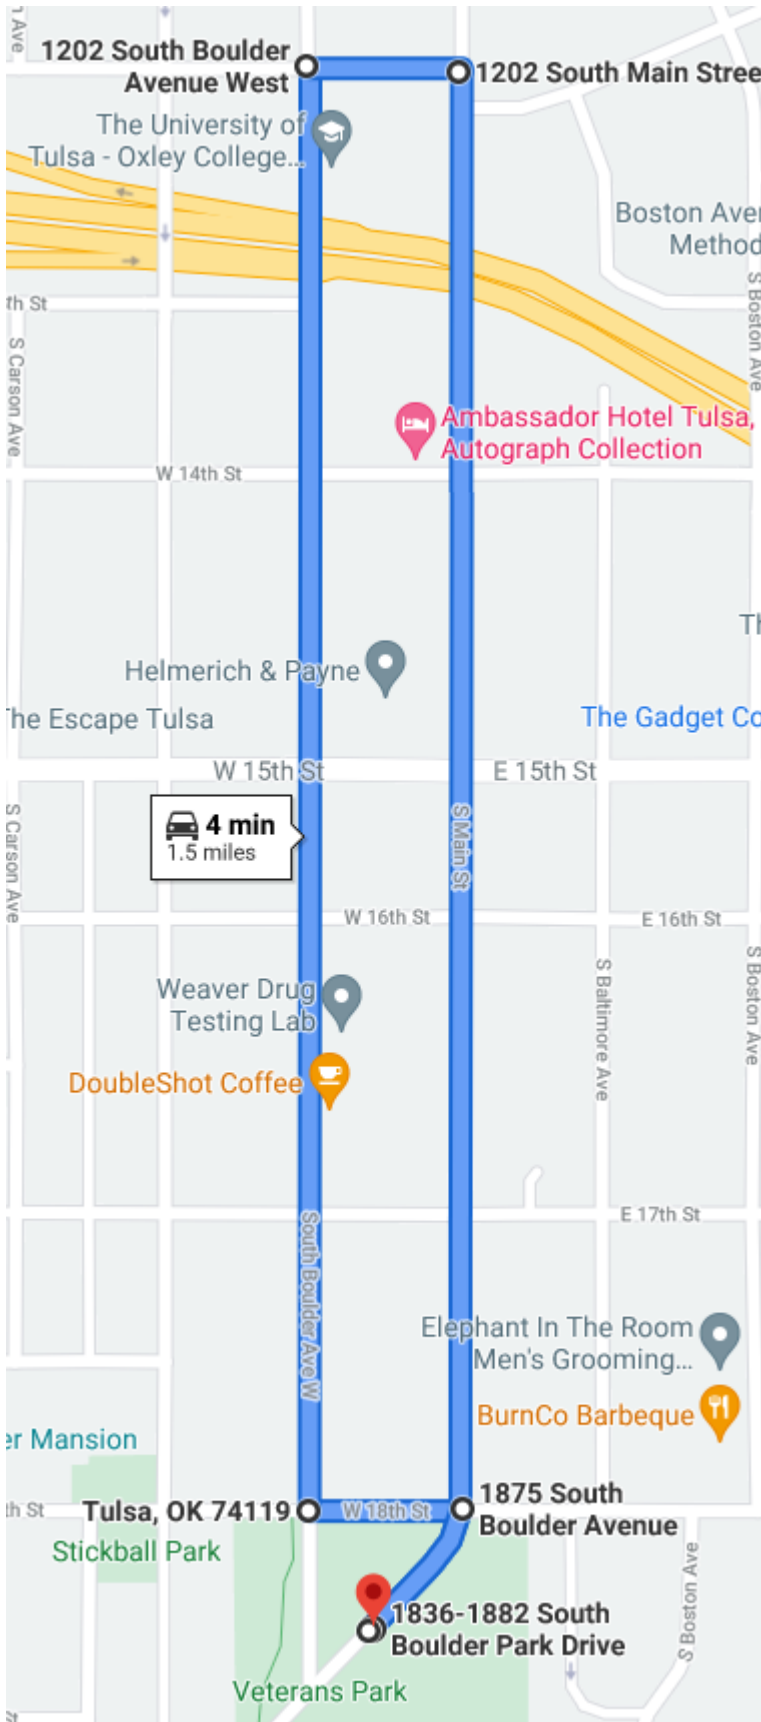 n Ave
1202 South Boulder
Avenue West
1202 South Main Stree
The University of
Tulsa - Oxley College...
Boston Aven
Method
S Boston Ave
th St
S Carson Ave
Ambassador Hotel Tulsa,
Autograph Collection
W 14th St
Th
Helmerich & Payne
The Escape Tulsa
The Gadget Co
W 15th St
E 15th St
4 min
1.5 miles
S Main St
S Carson Ave
W 16th St
E 16th St
S Baltimore Ave
S Boston Ave
Weaver Drug
Testing Lab
DoubleShot Coffee
E 17th St
South Boulder Ave W
Elephant In The Room
Men's Grooming...
BurnCo Barbeque
er Mansion
th St
Tulsa, OK 74119
W 18th St
1875 South
Boulder Avenue
Stickball Park
S Boston Ave
1836-1882 South
Boulder Park Drive
Veterans Park
St